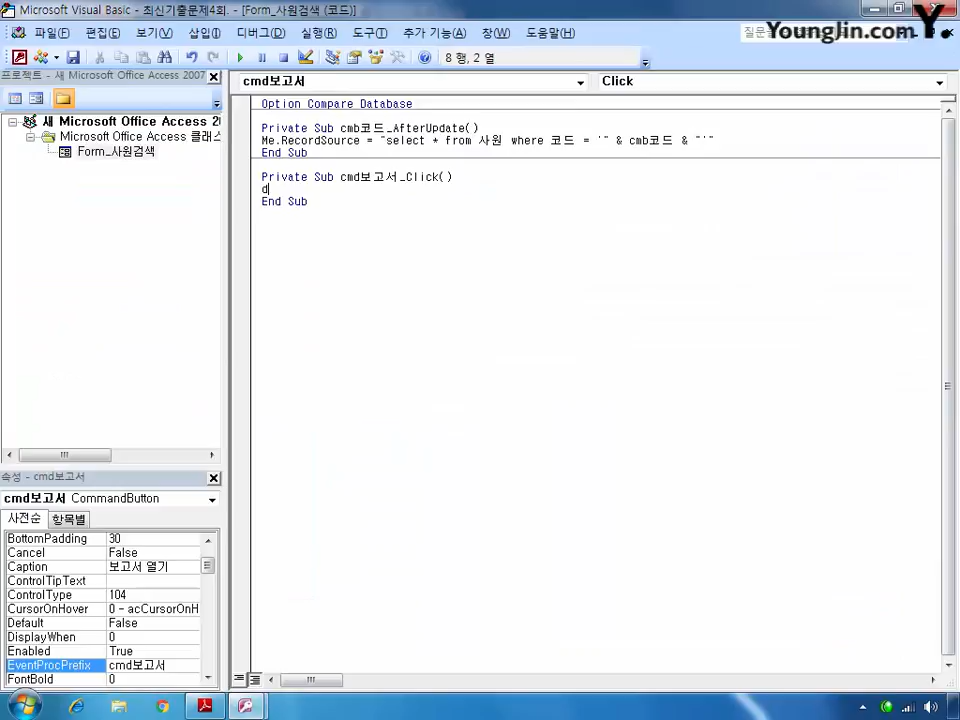 Microsoft Visual Basic - 최신기출문제4회. - [Form_사원검색 (코드)]
파일(F) 편집(E) 보기(V) 삽입(I) 디버그(D) 실행(R) 도구(T) 추가 기능(A) 창(W) 도움말(H)
Younglin.com Y
8 행, 2 열
프로젝트 - 새 Microsoft Office Access 2007
cmd보고서 Click
새 Microsoft Office Access 20
Microsoft Office Access 클래스
Form_사원검색
Option Compare Database
Private Sub cmb코드_AfterUpdate()
Me.RecordSource = "select * from 사원 where 코드 = '" & cmb코드 & "'"
End Sub
Private Sub cmd보고서_Click()
d
End Sub
속성 - cmd보고서
cmd보고서 CommandButton
사전순 항목별
BottomPadding 30
Cancel False
Caption 보고서 열기
ControlTipText
ControlType 104
CursorOnHover 0 - acCursorOnH
Default False
DisplayWhen 0
Enabled True
EventProcPrefix cmd보고서
FontBold 0